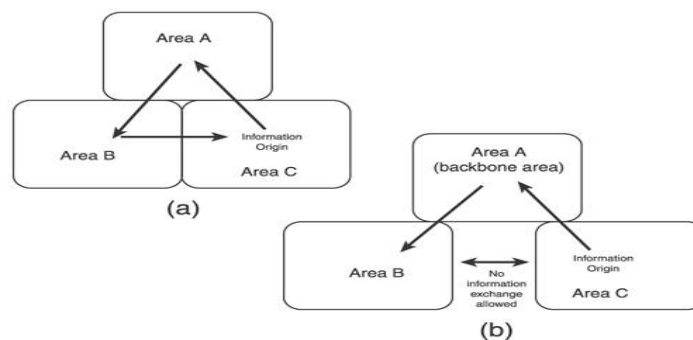 Area A
Information
Origin
Area B
Area C
(a)
Area A
(backbone area)
Area B
No
information
exchange
allowed
Information
Origin
Area C
(b)